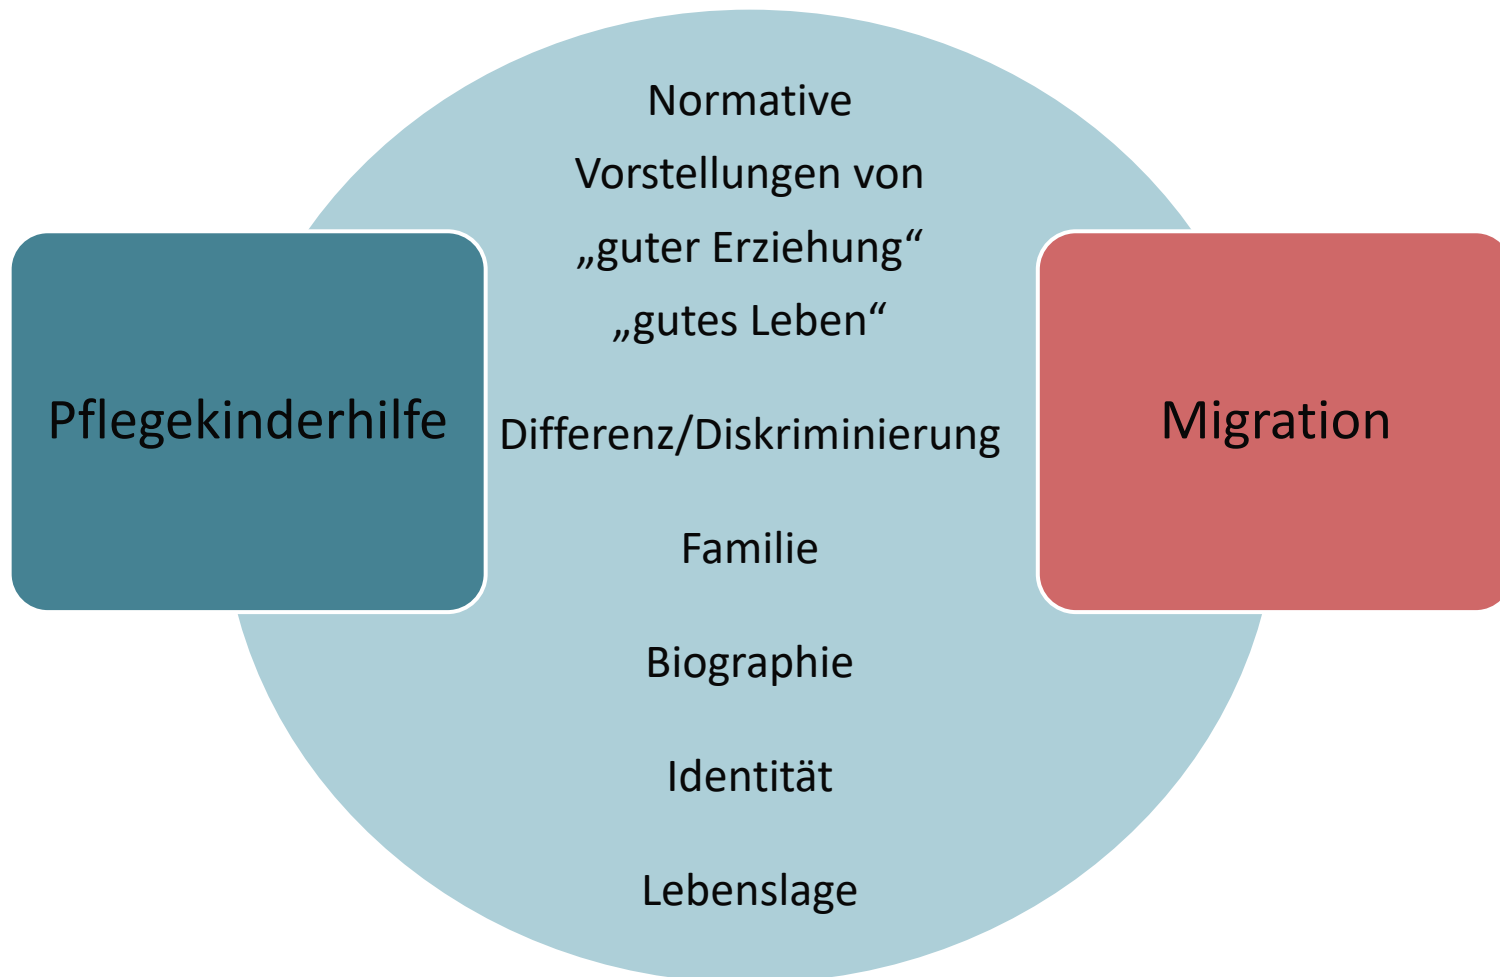 Normative
Vorstellungen von
„guter Erziehung“
„gutes Leben“
Pflegekinderhilfe
Differenz/Diskriminierung
Migration
Familie
Biographie
Identität
Lebenslage